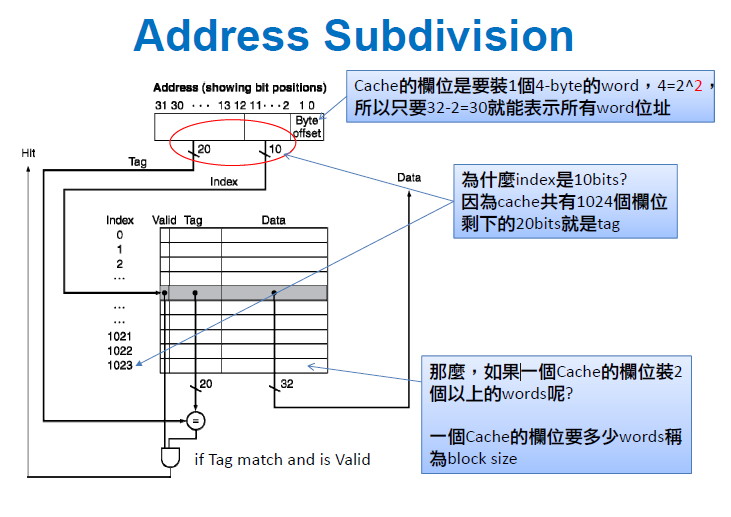 Address Subdivision
Address (showing bit positions)
31 30 ··· 13 12 11···2 1 0
Byte
offset
Cache的欄位是要裝1個4-byte的word，4=2^2，
所以只要32-2=30就能表示所有word位址
20
10
Hit
Tag
Index
Data
為什麼index是10bits?
因為cache共有1024個欄位
剩下的20bits就是tag
Index Valid Tag Data
0
1
2
...
...
...
1021
1022
1023
20
32
=
那麼，如果一個Cache的欄位裝2
個以上的words呢?
一個Cache的欄位要多少words稱
為block size
if Tag match and is Valid